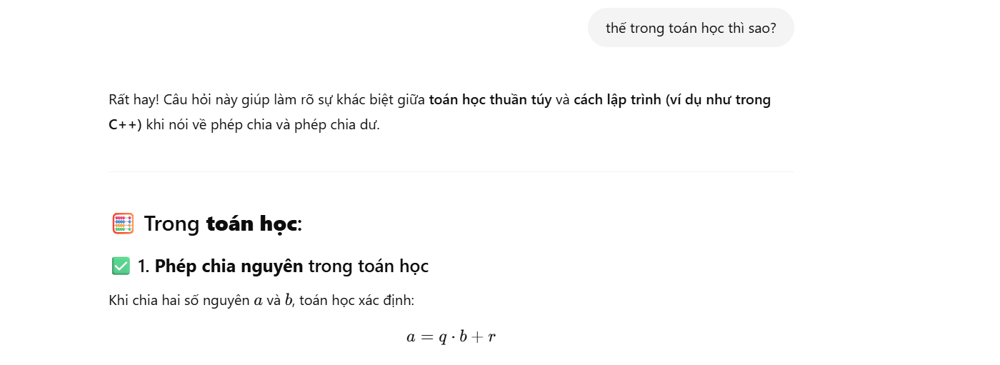 thế trong toán học thì sao?
Rất hay! Câu hỏi này giúp làm rõ sự khác biệt giữa toán học thuần túy và cách lập trình (ví dụ như trong
C++) khi nói về phép chia và phép chia dư.
Trong toán học:
1. Phép chia nguyên trong toán học
Khi chia hai số nguyên a và b, toán học xác định:
a = q · b + r